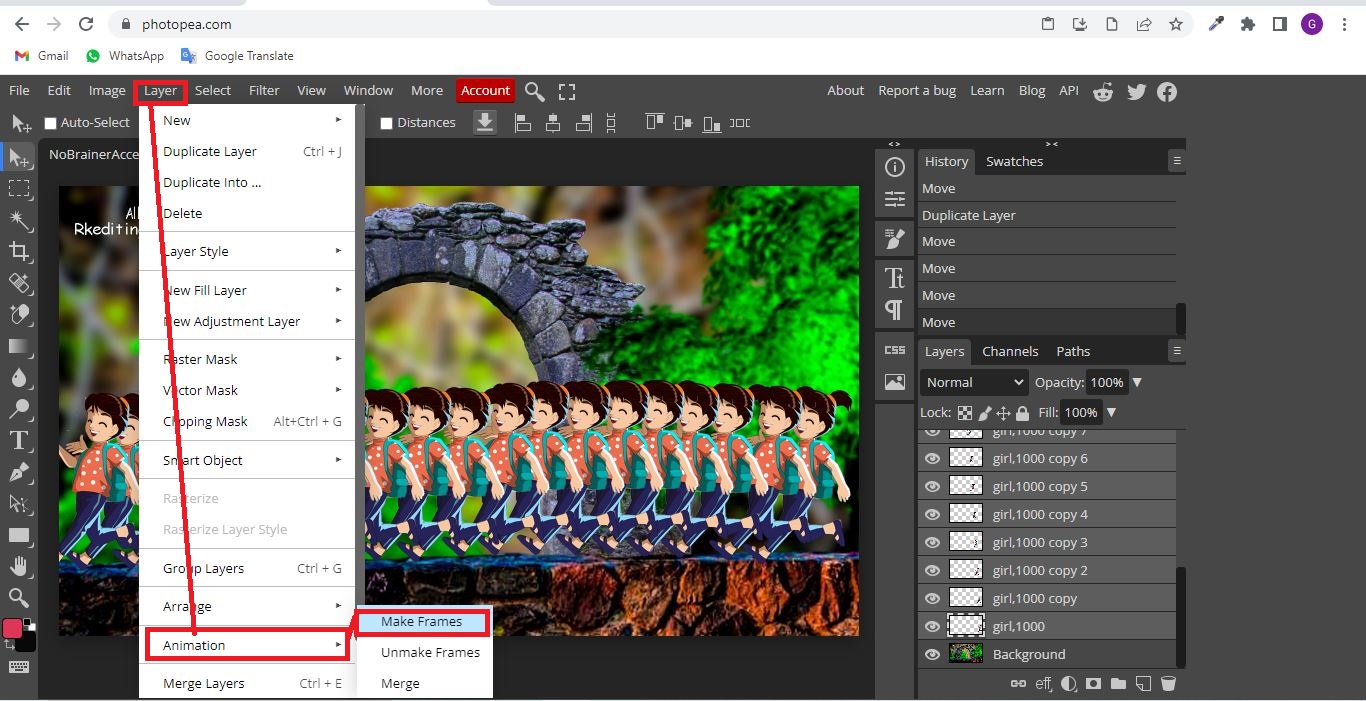 photopea.com
G
Gmail
WhatsApp
Google Translate
File Edit Image Layer Select Filter View Window More Account
About Report a bug Learn Blog API
Auto-Select
Distances
NoBrainerAcce
New
Duplicate Layer Ctrl + J
Duplicate Into ...
Delete
Layer Style
New Fill Layer
New Adjustment Layer
Raster Mask
Vector Mask
Clipping Mask Alt+Ctrl + G
Smart Object
Rasterize
Rasterize Layer Style
Group Layers Ctrl + G
Arrange
Animation
Merge Layers Ctrl + E
Make Frames
Unmake Frames
Merge
All
Rkeditin
< >
> <
CSS
History Swatches
Move
Duplicate Layer
Move
Move
Move
Move
Layers Channels Paths
Normal Opacity: 100%
Lock: Fill: 100%
girl,1000 copy 7
girl,1000 copy 6
girl,1000 copy 5
girl,1000 copy 4
girl,1000 copy 3
girl,1000 copy 2
girl,1000 copy
girl,1000
Background
eff